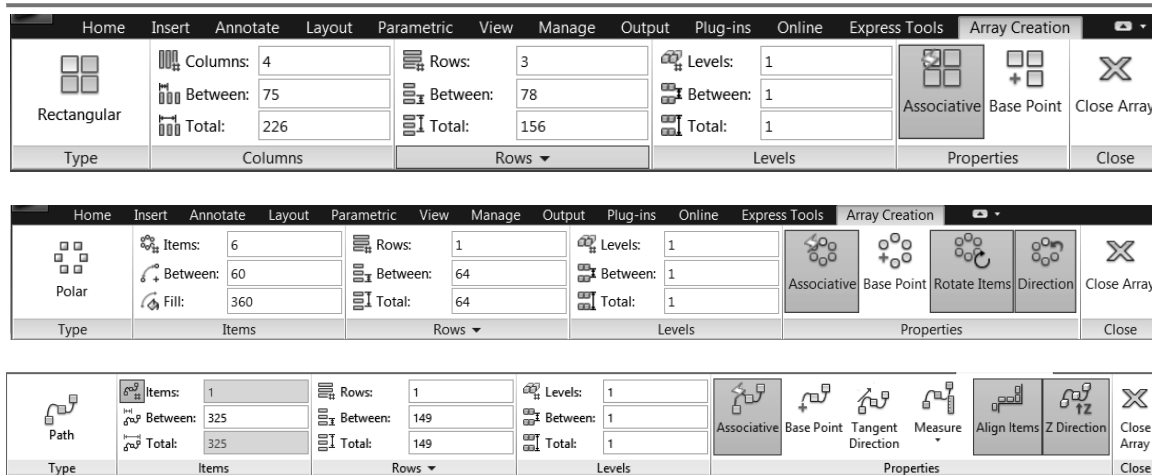 Home Insert Annotate Layout Parametric View Manage Output Plug-ins Online Express Tools Array Creation
Columns: 4 Rows: 3 Levels: 1
Between: 75 Between: 78 Between: 1
Rectangular Total: 226 Total: 156 Total: 1 Associative Base Point Close Array
Type Columns Rows Levels Properties Close
Home Insert Annotate Layout Parametric View Manage Output Plug-ins Online Express Tools Array Creation
Items: 6 Rows: 1 Levels: 1
Between: 60 Between: 64 Between: 1
Polar Fill: 360 Total: 64 Total: 1 Associative Base Point Rotate Items Direction Close Array
Type Items Rows Levels Properties Close
Items: 1 Rows: 1 Levels: 1
Between: 325 Between: 149 Between: 1
Path Total: 325 Total: 149 Total: 1 Associative Base Point Tangent Direction Measure Align Items Z Direction Close Array
Type Items Rows Levels Properties Close